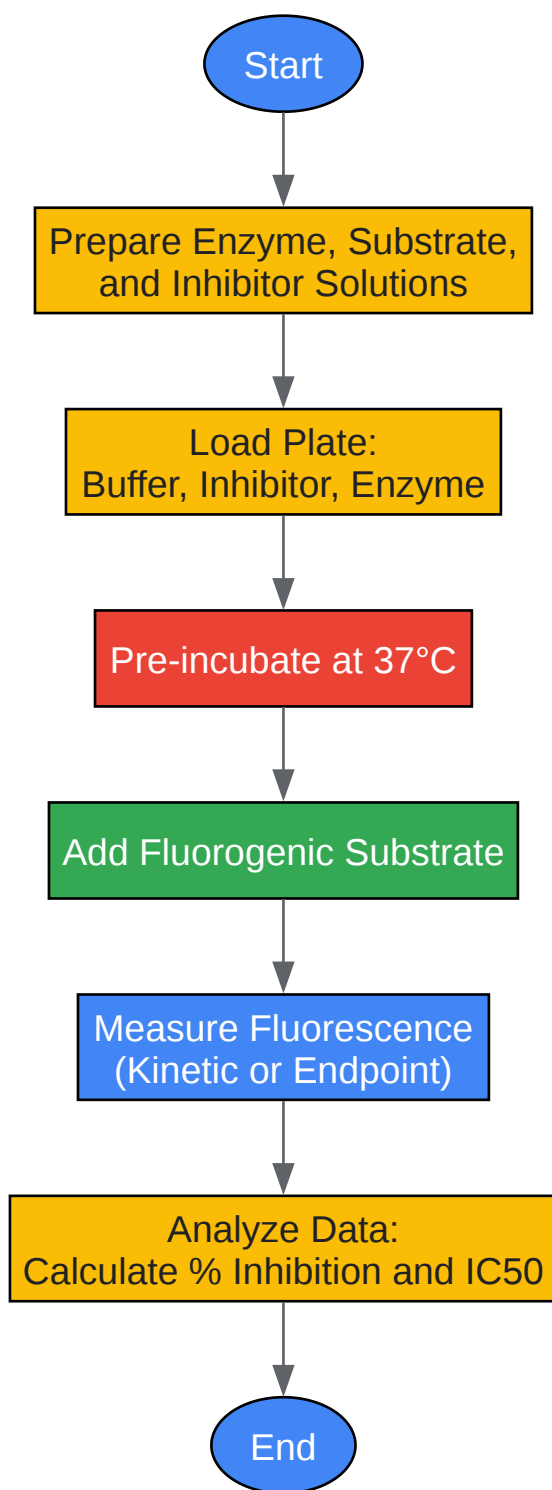 Start
Prepare Enzyme, Substrate,
and Inhibitor Solutions
Load Plate:
Buffer, Inhibitor, Enzyme
Pre-incubate at 37°C
Add Fluorogenic Substrate
Measure Fluorescence
(Kinetic or Endpoint)
Analyze Data:
Calculate % Inhibition and IC50
End